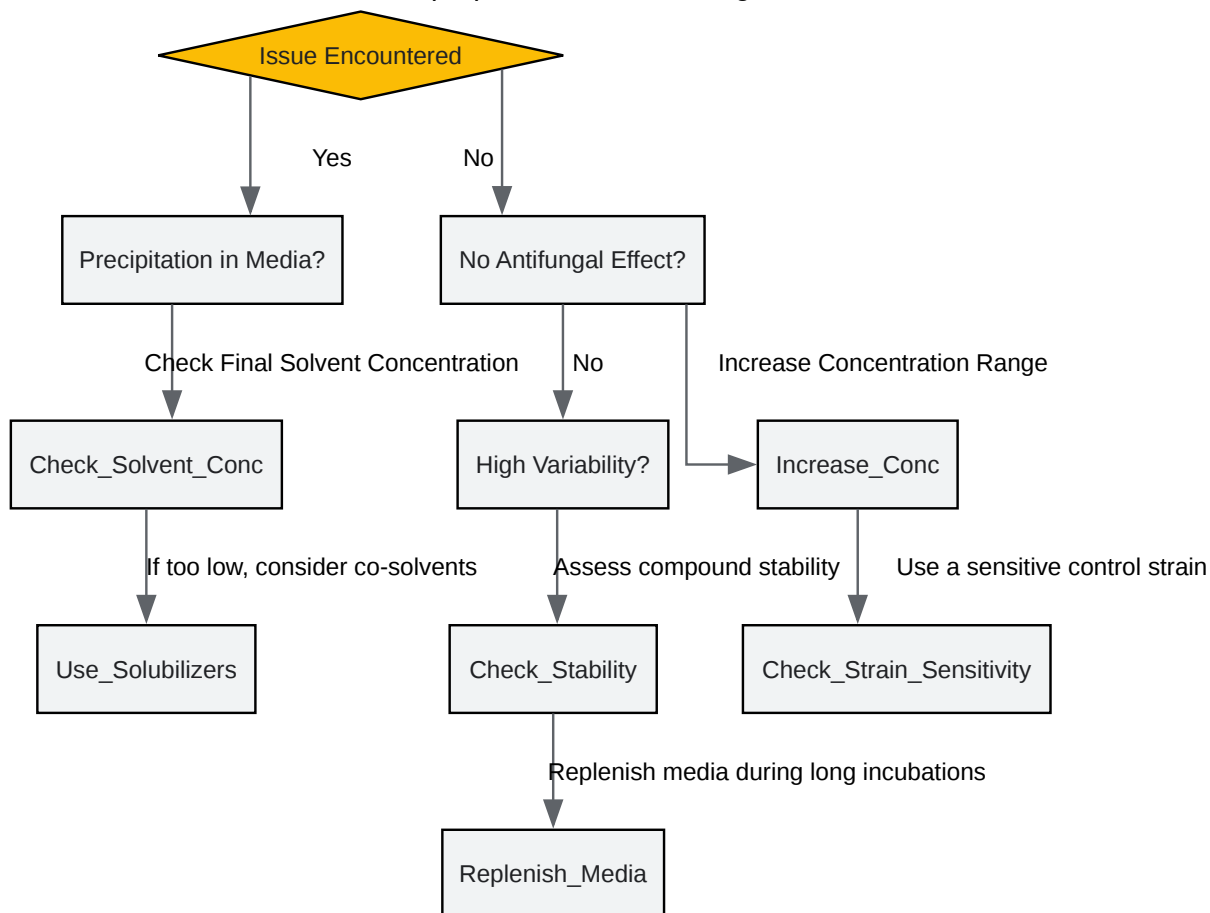 Issue Encountered
Yes
No
Precipitation in Media?
No Antifungal Effect?
Check Final Solvent Concentration
No
Increase Concentration Range
Check_Solvent_Conc
High Variability?
Increase_Conc
If too low, consider co-solvents
Assess compound stability
Use a sensitive control strain
Use_Solubilizers
Check_Stability
Check_Strain_Sensitivity
Replenish media during long incubations
Replenish_Media